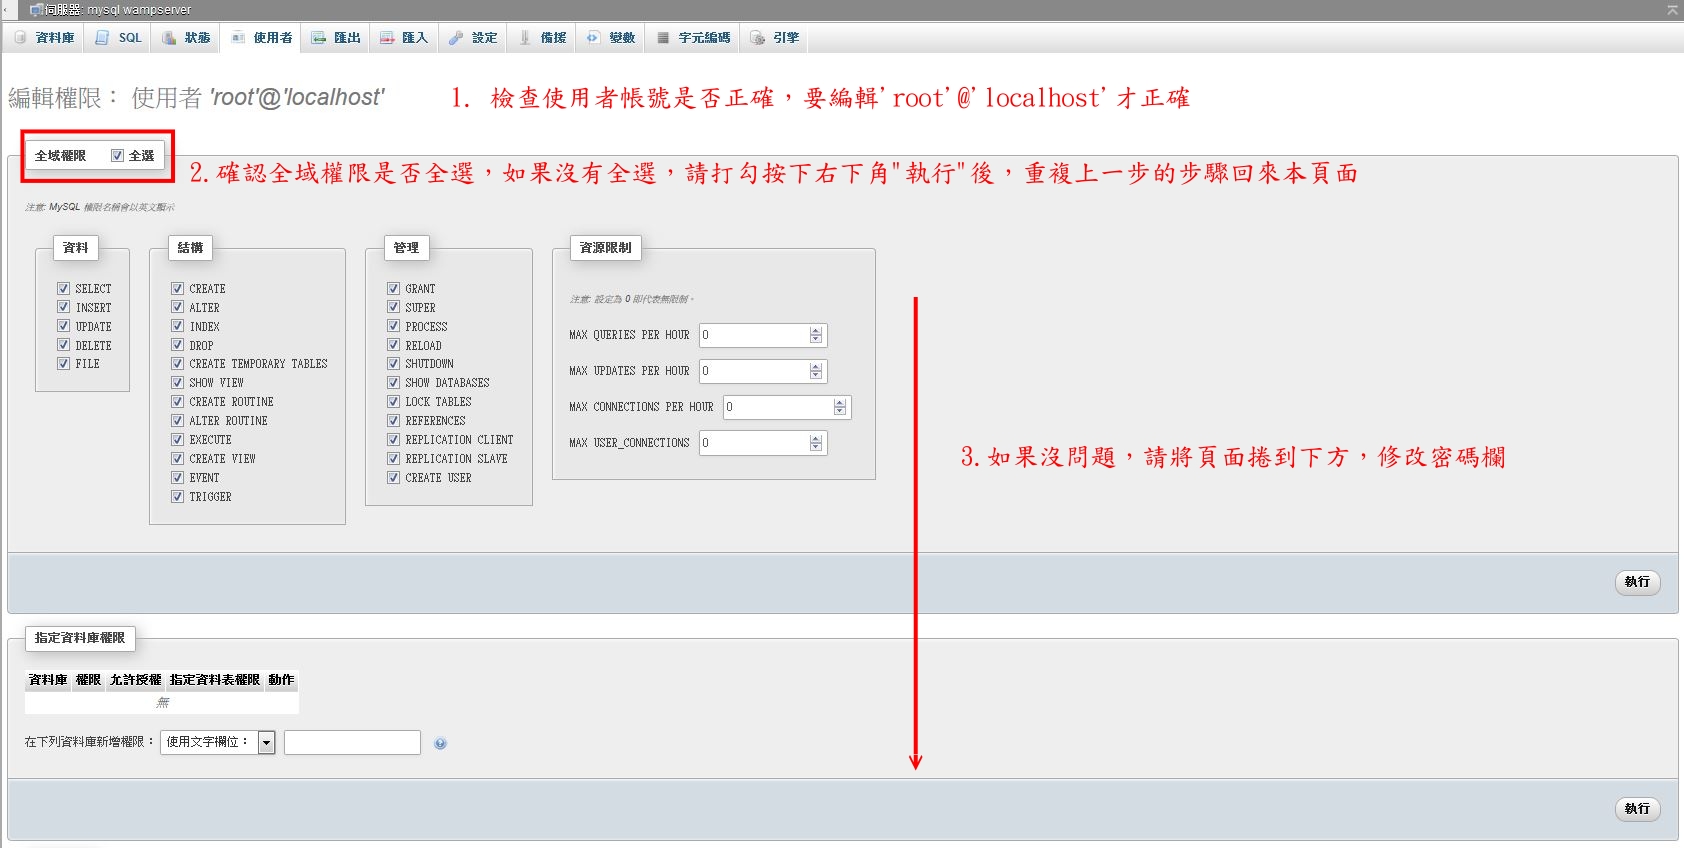 伺服器: mysql wampserver
資料庫 SQL 狀態 使用者 匯出 匯入 設定 備援 變數 字元編碼 引擎
編輯權限： 使用者 'root'@'localhost'
1. 檢查使用者帳號是否正確，要編輯'root'@'localhost'才正確
全域權限 全選
2.確認全域權限是否全選，如果沒有全選，請打勾按下右下角"執行"後，重複上一步的步驟回來本頁面
注意: MySQL 權限名稱會以英文顯示
資料
SELECT
INSERT
UPDATE
DELETE
FILE
結構
CREATE
ALTER
INDEX
DROP
CREATE TEMPORARY TABLES
SHOW VIEW
CREATE ROUTINE
ALTER ROUTINE
EXECUTE
CREATE VIEW
EVENT
TRIGGER
管理
GRANT
SUPER
PROCESS
RELOAD
SHUTDOWN
SHOW DATABASES
LOCK TABLES
REFERENCES
REPLICATION CLIENT
REPLICATION SLAVE
CREATE USER
資源限制
注意: 設定為 0 即代表無限制。
MAX QUERIES PER HOUR 0
MAX UPDATES PER HOUR 0
MAX CONNECTIONS PER HOUR 0
MAX USER_CONNECTIONS 0
3.如果沒問題，請將頁面捲到下方，修改密碼欄
執行
指定資料庫權限
資料庫 權限 允許授權 指定資料表權限 動作
無
在下列資料庫新增權限： 使用文字欄位：
執行